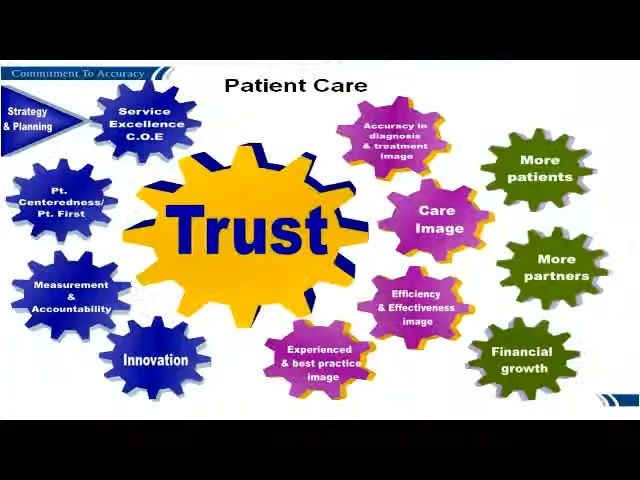 Commitment To Accuracy
Patient Care
Strategy
& Planning
Service
Excellence
C.O.E
Pt.
Centeredness/
Pt. First
Measurement
&
Accountability
Innovation
Trust
Accuracy in
diagnosis
& treatment
image
Care
Image
Efficiency
& Effectiveness
image
Experienced
& best practice
image
More
patients
More
partners
Financial
growth